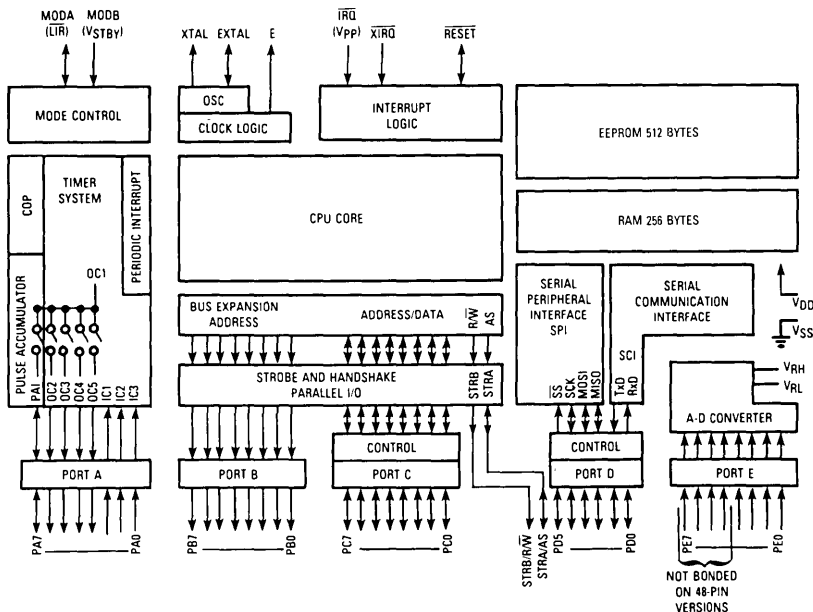 MODA
(LIR)
MODB
(VSTBY)
XTAL
EXTAL
E
IRQ
(VPP)
XIRQ
RESET
MODE CONTROL
OSC
CLOCK LOGIC
INTERRUPT
LOGIC
EEPROM 512 BYTES
COP
TIMER
SYSTEM
PERIODIC INTERRUPT
CPU CORE
RAM 256 BYTES
PULSE ACCUMULATOR
OC1
PAI
OC2
OC3
OC4
OC5
IC1
IC2
IC3
BUS EXPANSION
ADDRESS
ADDRESS/DATA
R/W
AS
STROBE AND HANDSHAKE
PARALLEL I/O
STRB
STRA
SERIAL
PERIPHERAL
INTERFACE
SPI
SS
SCK
MOSI
MISO
SERIAL
COMMUNICATION
INTERFACE
SCI
TxD
RxD
VDD
VSS
VRH
VRL
A-D CONVERTER
CONTROL
CONTROL
PORT A
PORT B
PORT C
PORT D
PORT E
PA7
PA0
PB7
PB0
PC7
PC0
STRB/R/W
STRA/AS
PD5
PD0
PE7
PE0
NOT BONDED
ON 48-PIN
VERSIONS